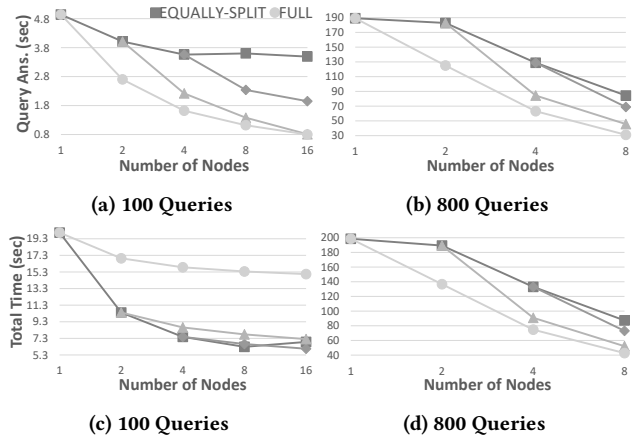 EQUALLY-SPLIT FULL
Query Ans. (sec)
4.8
3.8
2.8
1.8
0.8
1 2 4 8 16
Number of Nodes
190
170
150
130
110
90
70
50
30
1 2 4 8
Number of Nodes
(a) 100 Queries
(b) 800 Queries
Total Time (sec)
19.3
17.3
15.3
13.3
11.3
9.3
7.3
5.3
1 2 4 8 16
Number of Nodes
200
180
160
140
120
100
80
60
40
1 2 4 8
Number of Nodes
(c) 100 Queries
(d) 800 Queries